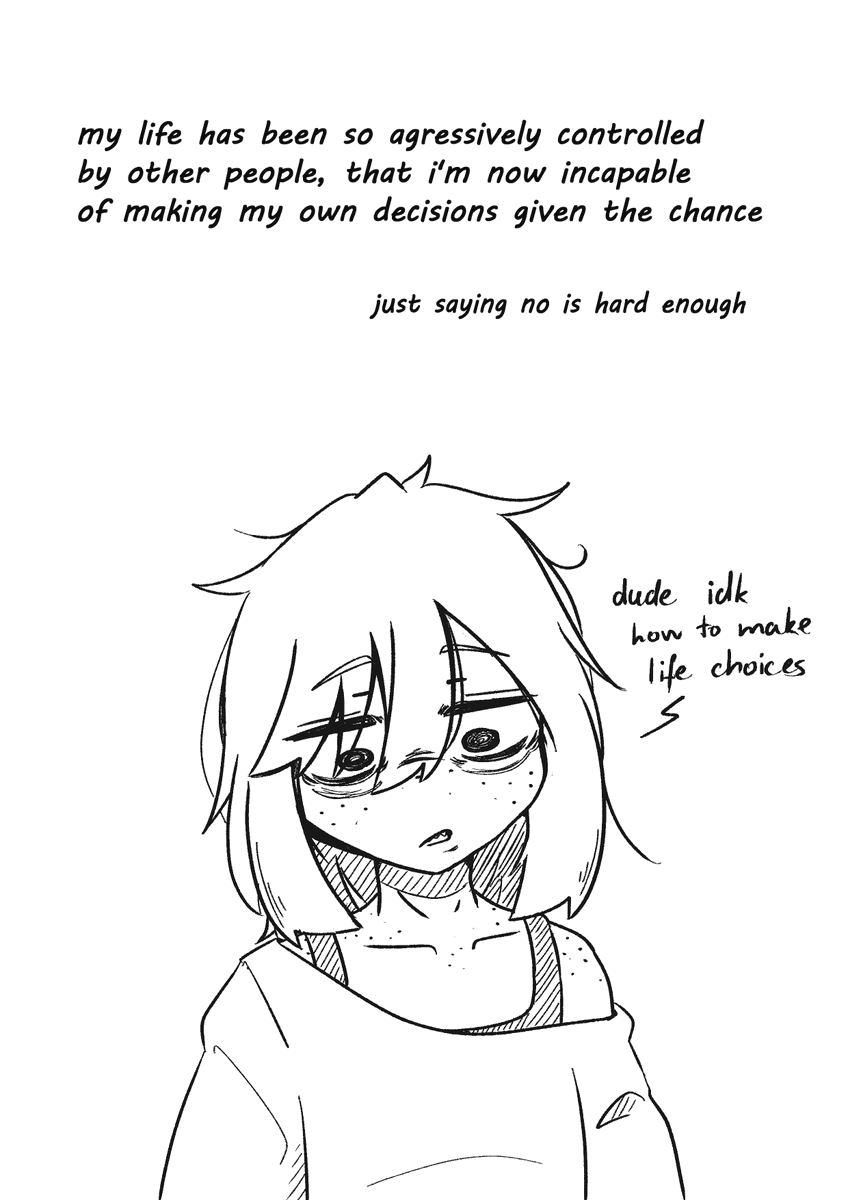 my life has been so agressively controlled
by other people, that i'm now incapable
of making my own decisions given the chance
just saying no is hard enough
dude idk
how to make
life choices